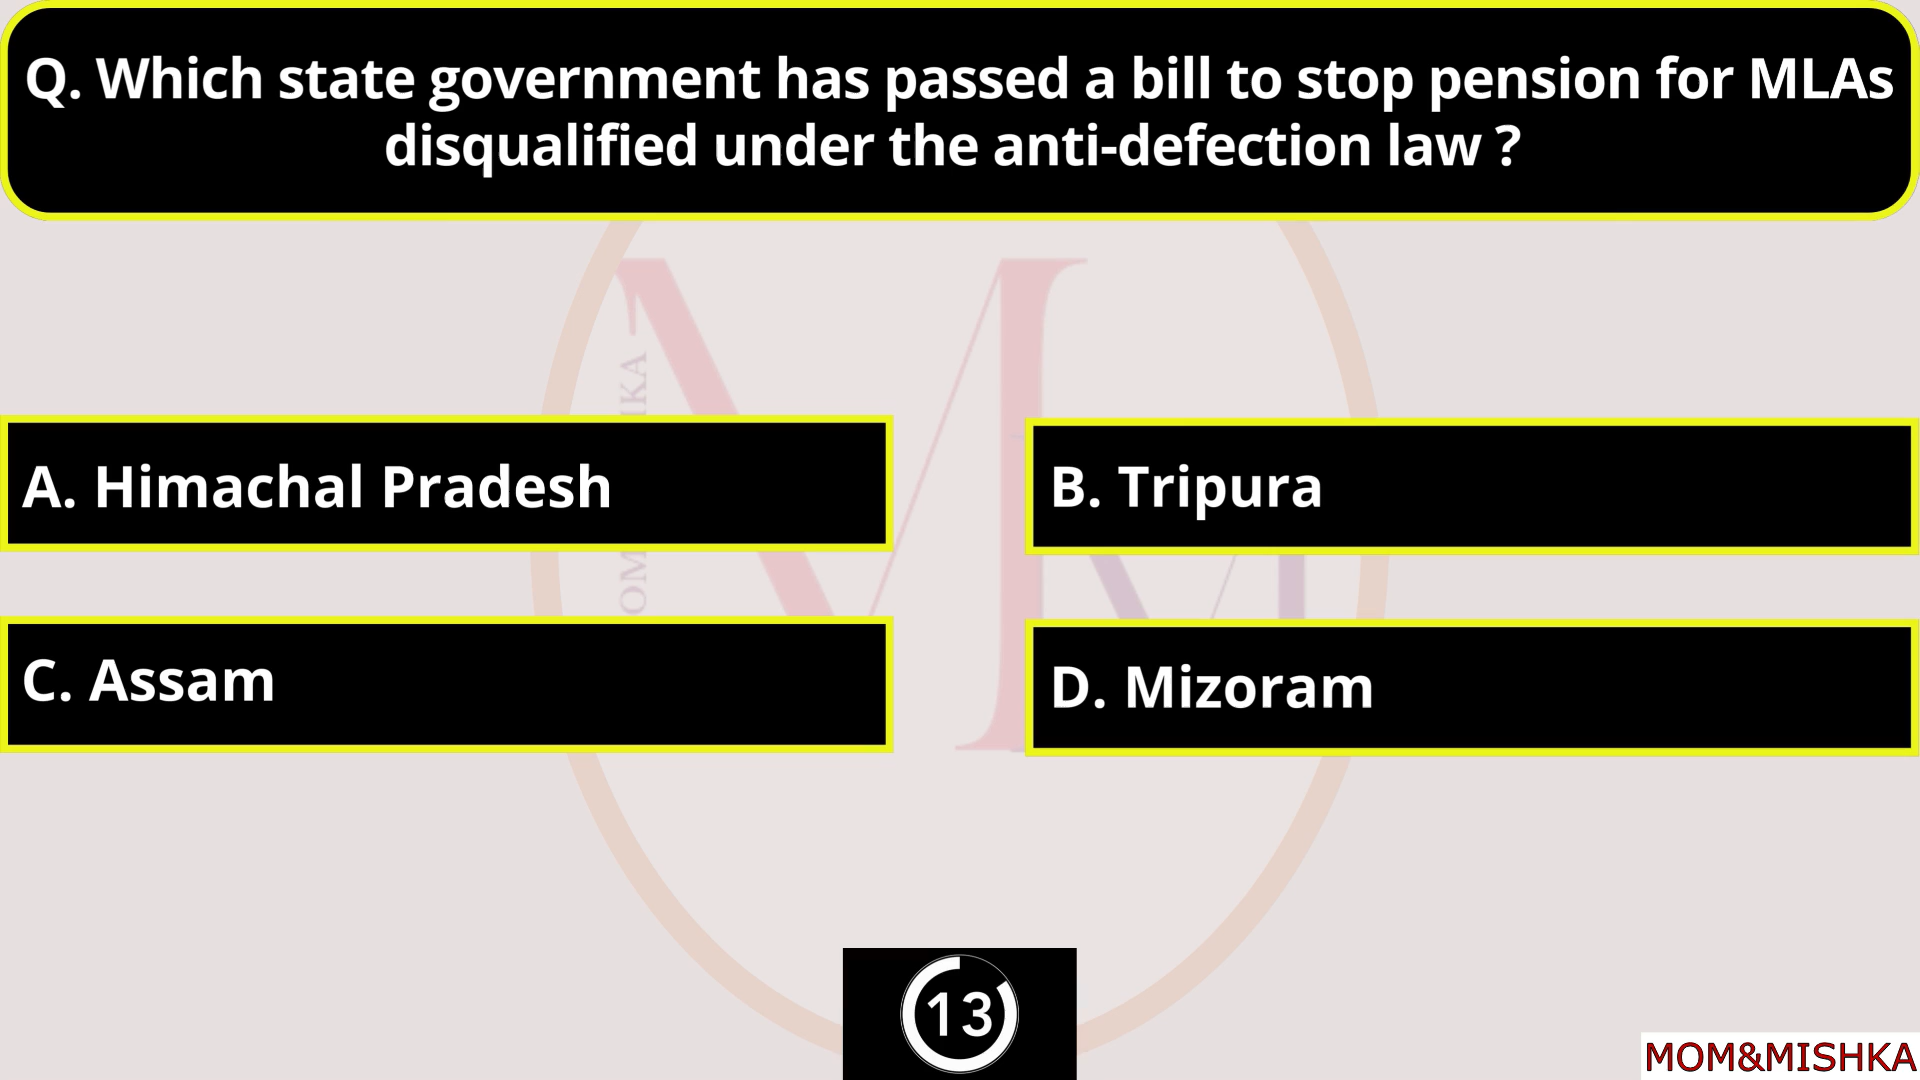 Q. Which state government has passed a bill to stop pension for MLAs
disqualified under the anti-defection law ?
A. Himachal Pradesh
B. Tripura
C. Assam
D. Mizoram
13
MOM&MISHKA